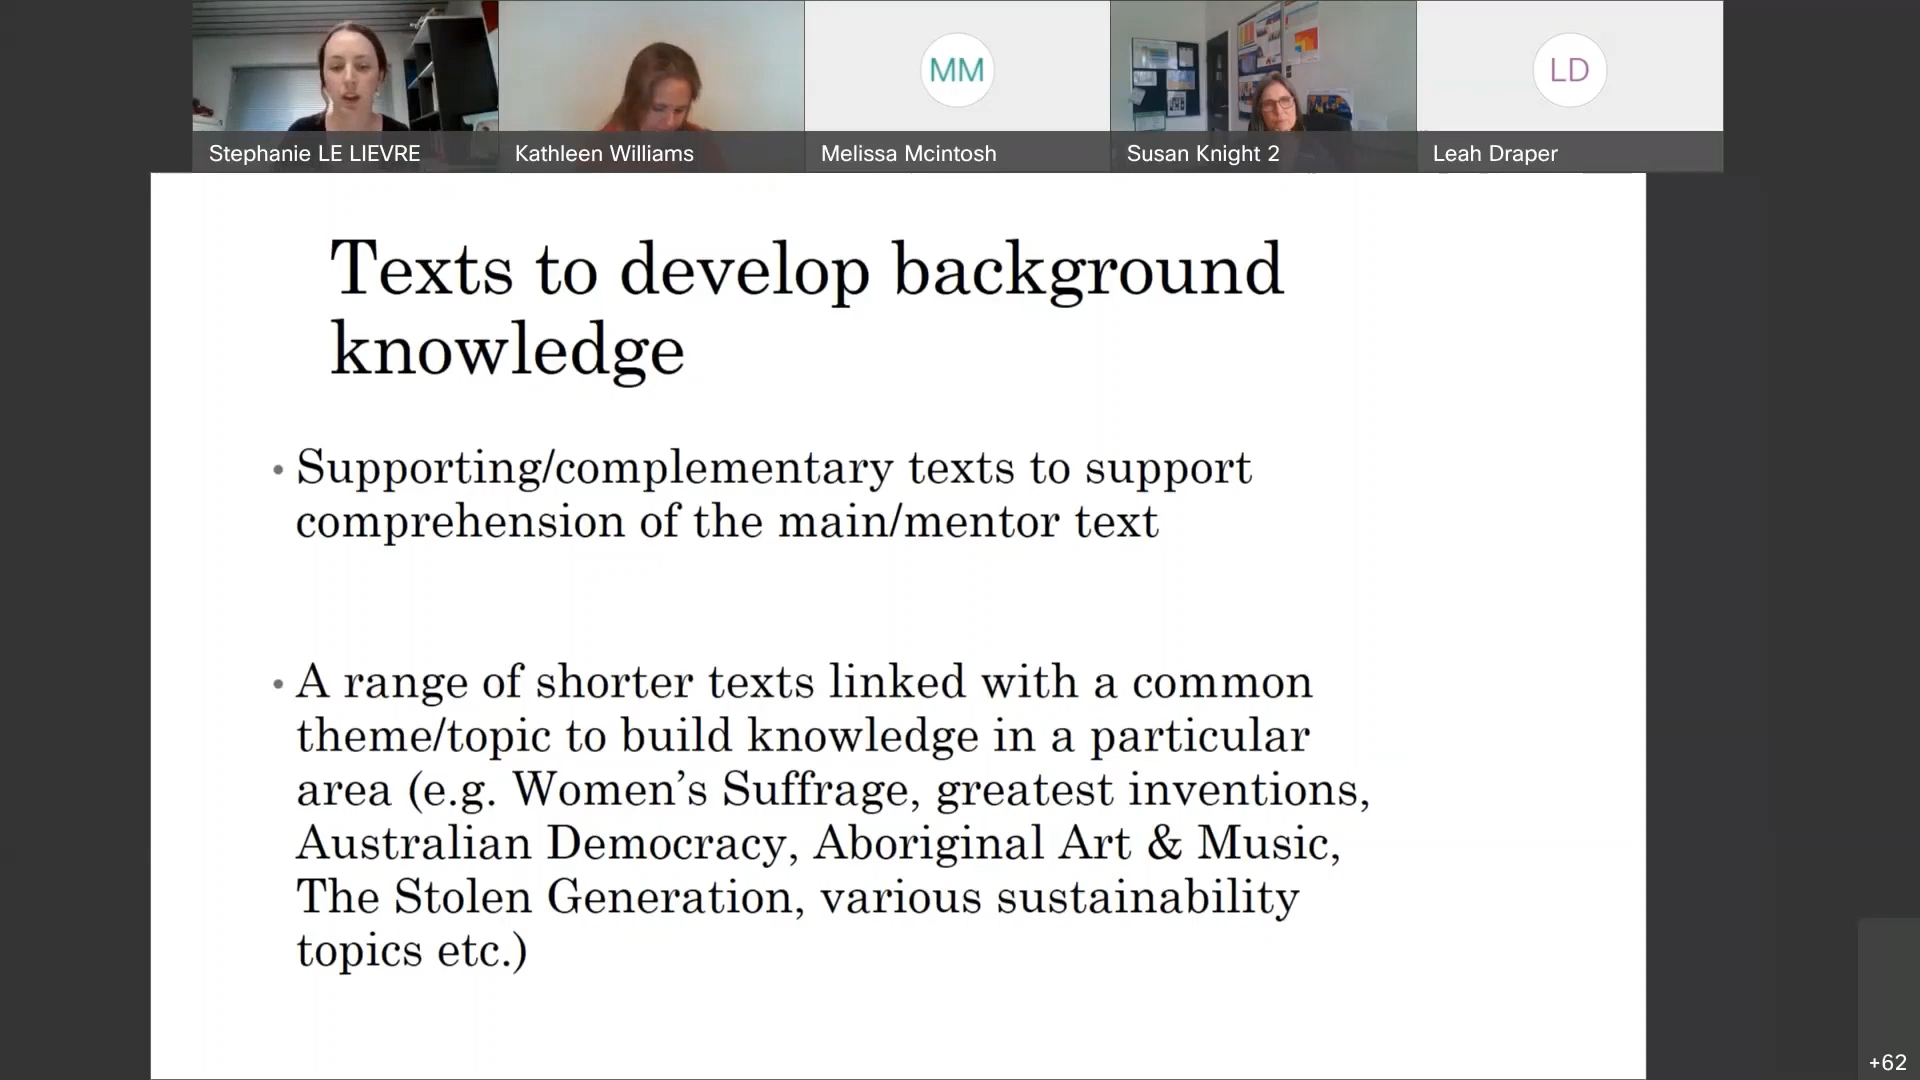 MM
LD
Stephanie LE LIEVRE
Kathleen Williams
Melissa Mcintosh
Susan Knight 2
Leah Draper
Texts to develop background
knowledge
• Supporting/complementary texts to support
comprehension of the main/mentor text
• A range of shorter texts linked with a common
theme/topic to build knowledge in a particular
area (e.g. Women’s Suffrage, greatest inventions,
Australian Democracy, Aboriginal Art & Music,
The Stolen Generation, various sustainability
topics etc.)
+62